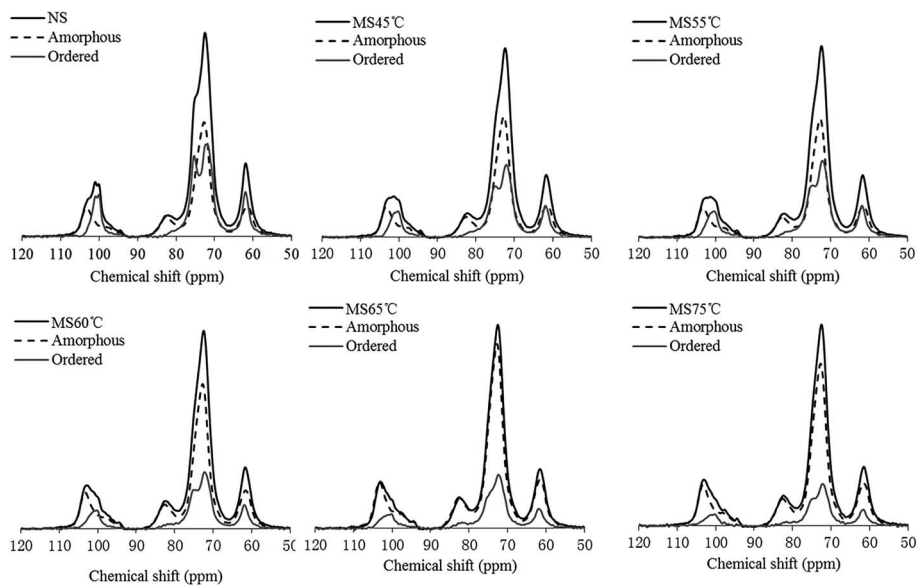 NS
Amorphous
Ordered
120 110 100 90 80 70 60 50
Chemical shift (ppm)
MS45℃
Amorphous
Ordered
120 110 100 90 80 70 60 50
Chemical shift (ppm)
MS55℃
Amorphous
Ordered
120 110 100 90 80 70 60 50
Chemical shift (ppm)
MS60℃
Amorphous
Ordered
120 110 100 90 80 70 60 50
Chemical shift (ppm)
MS65℃
Amorphous
Ordered
120 110 100 90 80 70 60 50
Chemical shift (ppm)
MS75℃
Amorphous
Ordered
120 110 100 90 80 70 60 50
Chemical shift (ppm)